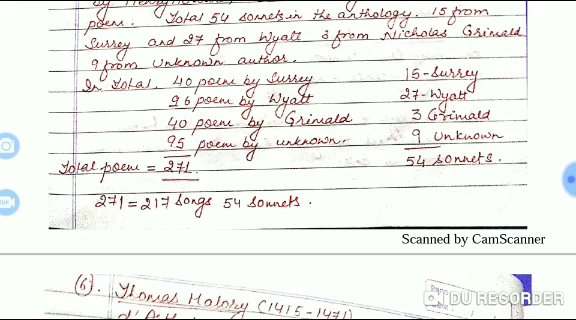 by Henry
poem. Total 54 sonnets in the anthology. 15 from
Surrey and 27 from Wyatt 3 from Nicholas Grimald
9 from unknown author.
In total, 40 poem by Surrey 15-Surrey
96 poem by Wyatt 27-Wyatt
40 poem by Grimald 3 Grimald
95 poem by unknown. 9 Unknown
Total poem = 271 54 sonnets.
271 = 217 songs 54 sonnets.
Scanned by CamScanner
(6). Thomas Malory (1415-1471)
DU RECORDER